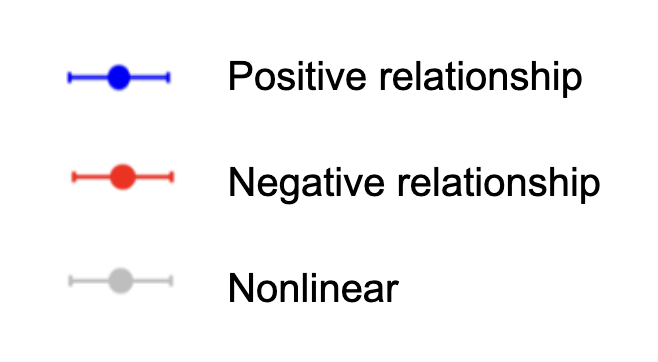 Positive relationship
Negative relationship
Nonlinear